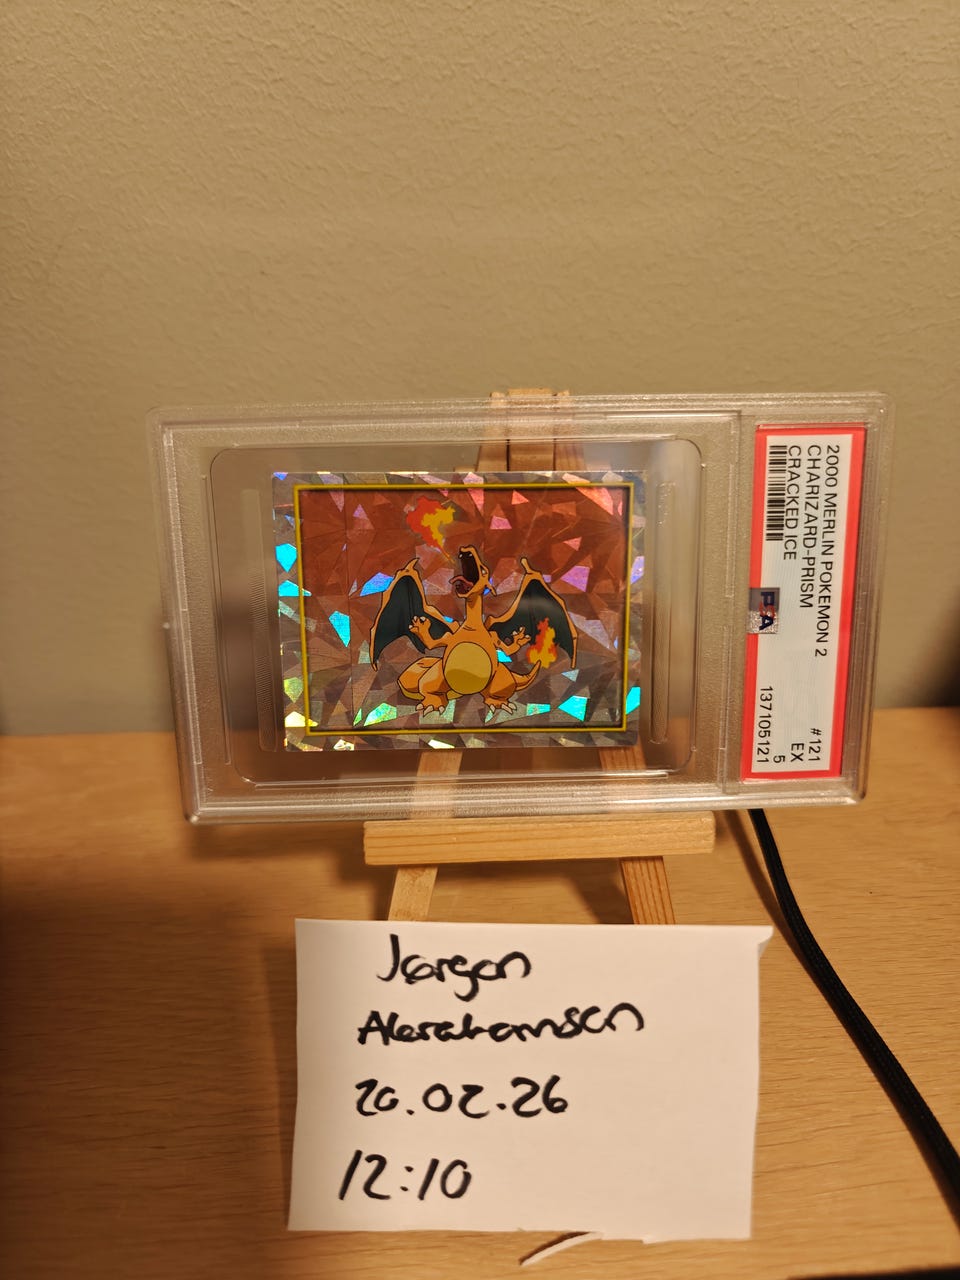 2000 MERLIN POKEMON 2 #121
CHARIZARD-PRISM EX
CRACKED ICE 5
PSA 137105121
Jørgen
Abrahamsen
20.02.26
12:10